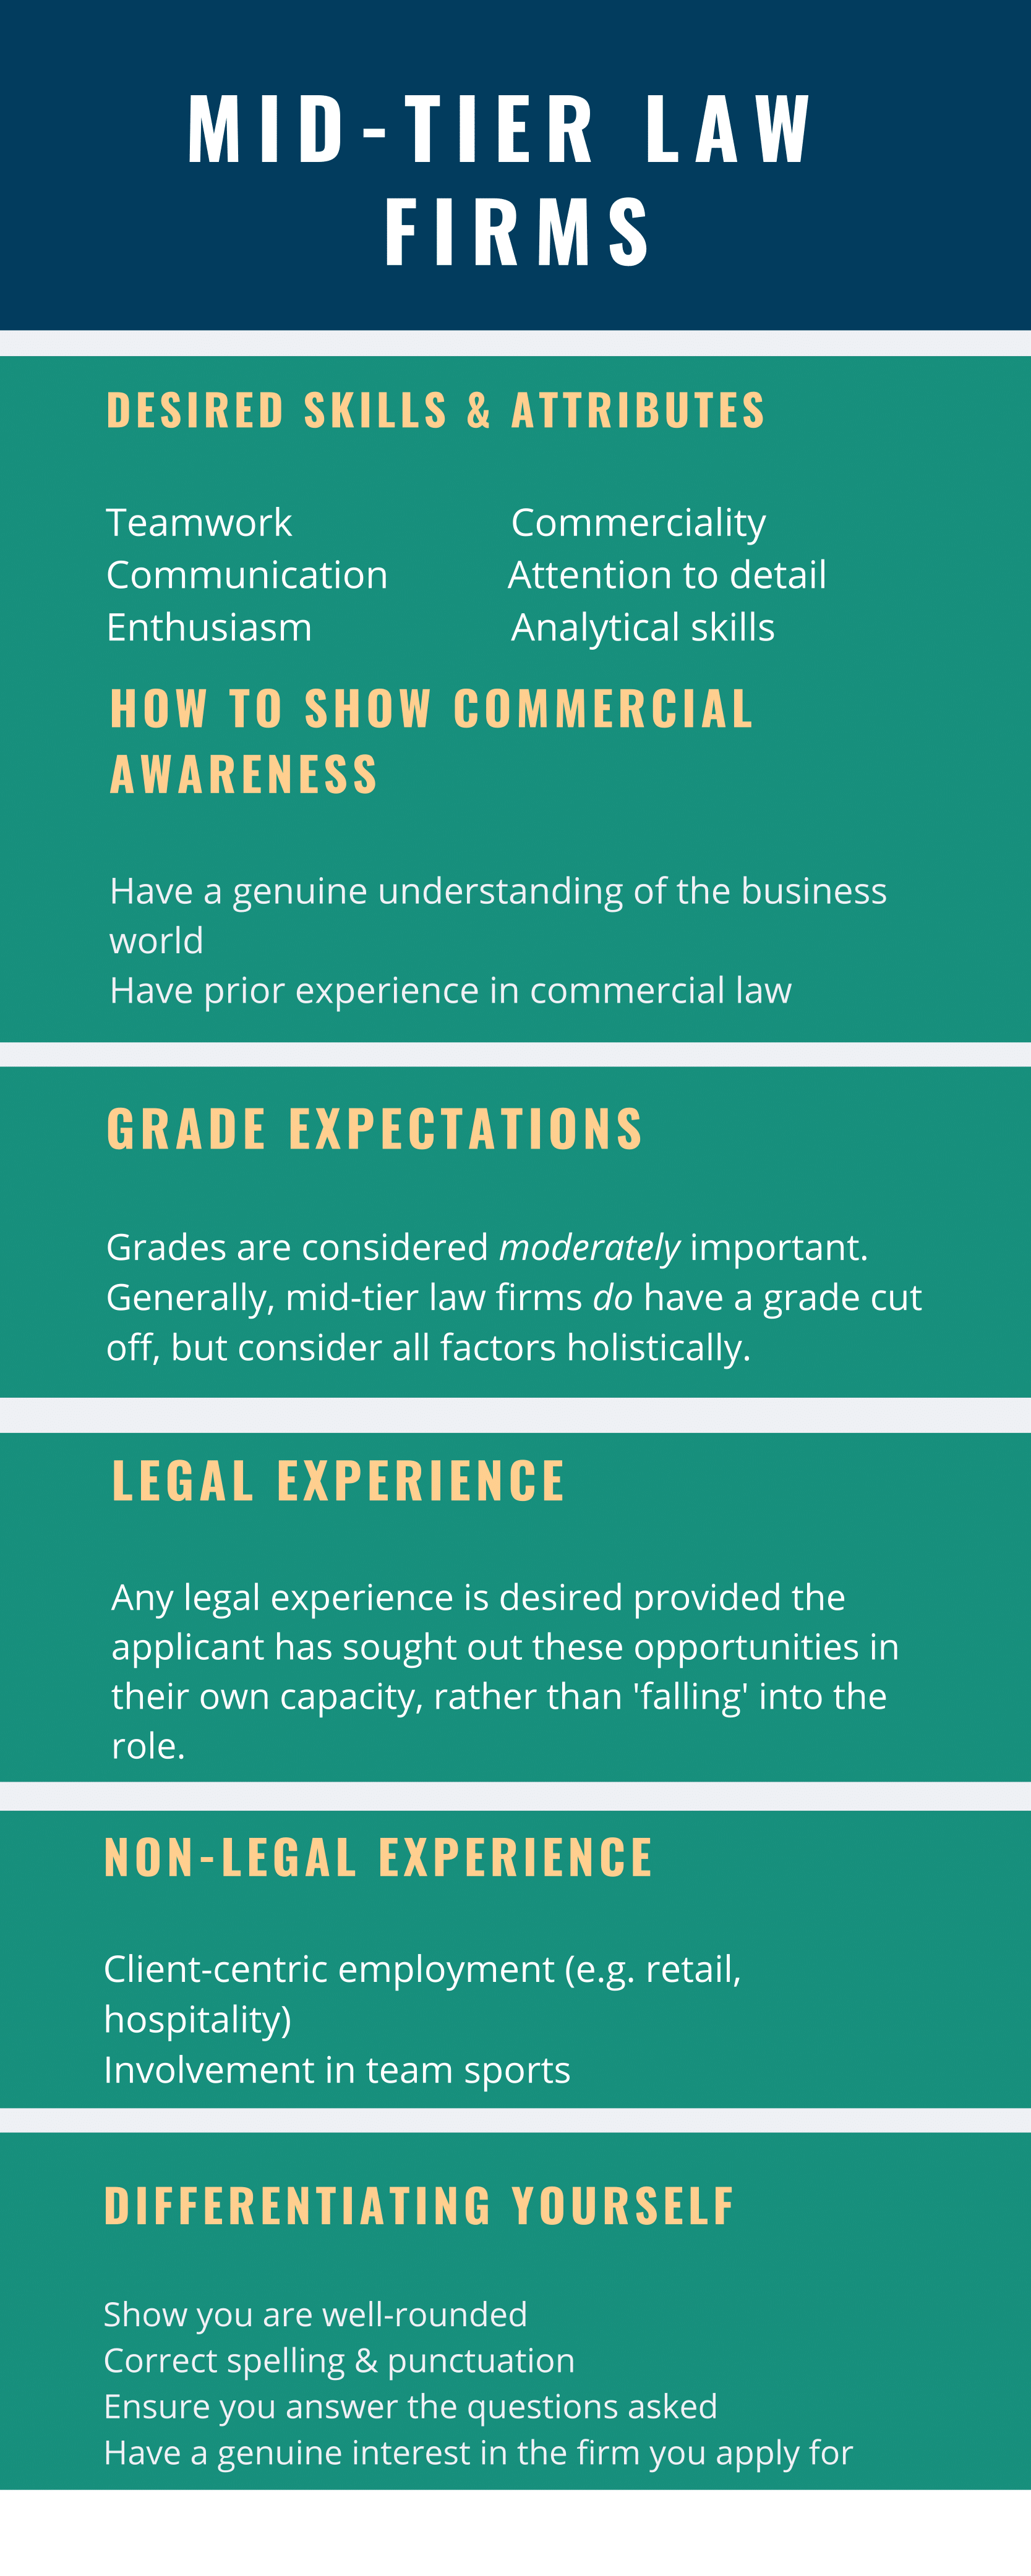 MID-TIER LAW
FIRMS
DESIRED SKILLS & ATTRIBUTES
Teamwork
Communication
Enthusiasm
Commerciality
Attention to detail
Analytical skills
HOW TO SHOW COMMERCIAL
AWARENESS
Have a genuine understanding of the business
world
Have prior experience in commercial law
GRADE EXPECTATIONS
Grades are considered moderately important.
Generally, mid-tier law firms do have a grade cut
off, but consider all factors holistically.
LEGAL EXPERIENCE
Any legal experience is desired provided the
applicant has sought out these opportunities in
their own capacity, rather than 'falling' into the
role.
NON-LEGAL EXPERIENCE
Client-centric employment (e.g. retail,
hospitality)
Involvement in team sports
DIFFERENTIATING YOURSELF
Show you are well-rounded
Correct spelling & punctuation
Ensure you answer the questions asked
Have a genuine interest in the firm you apply for